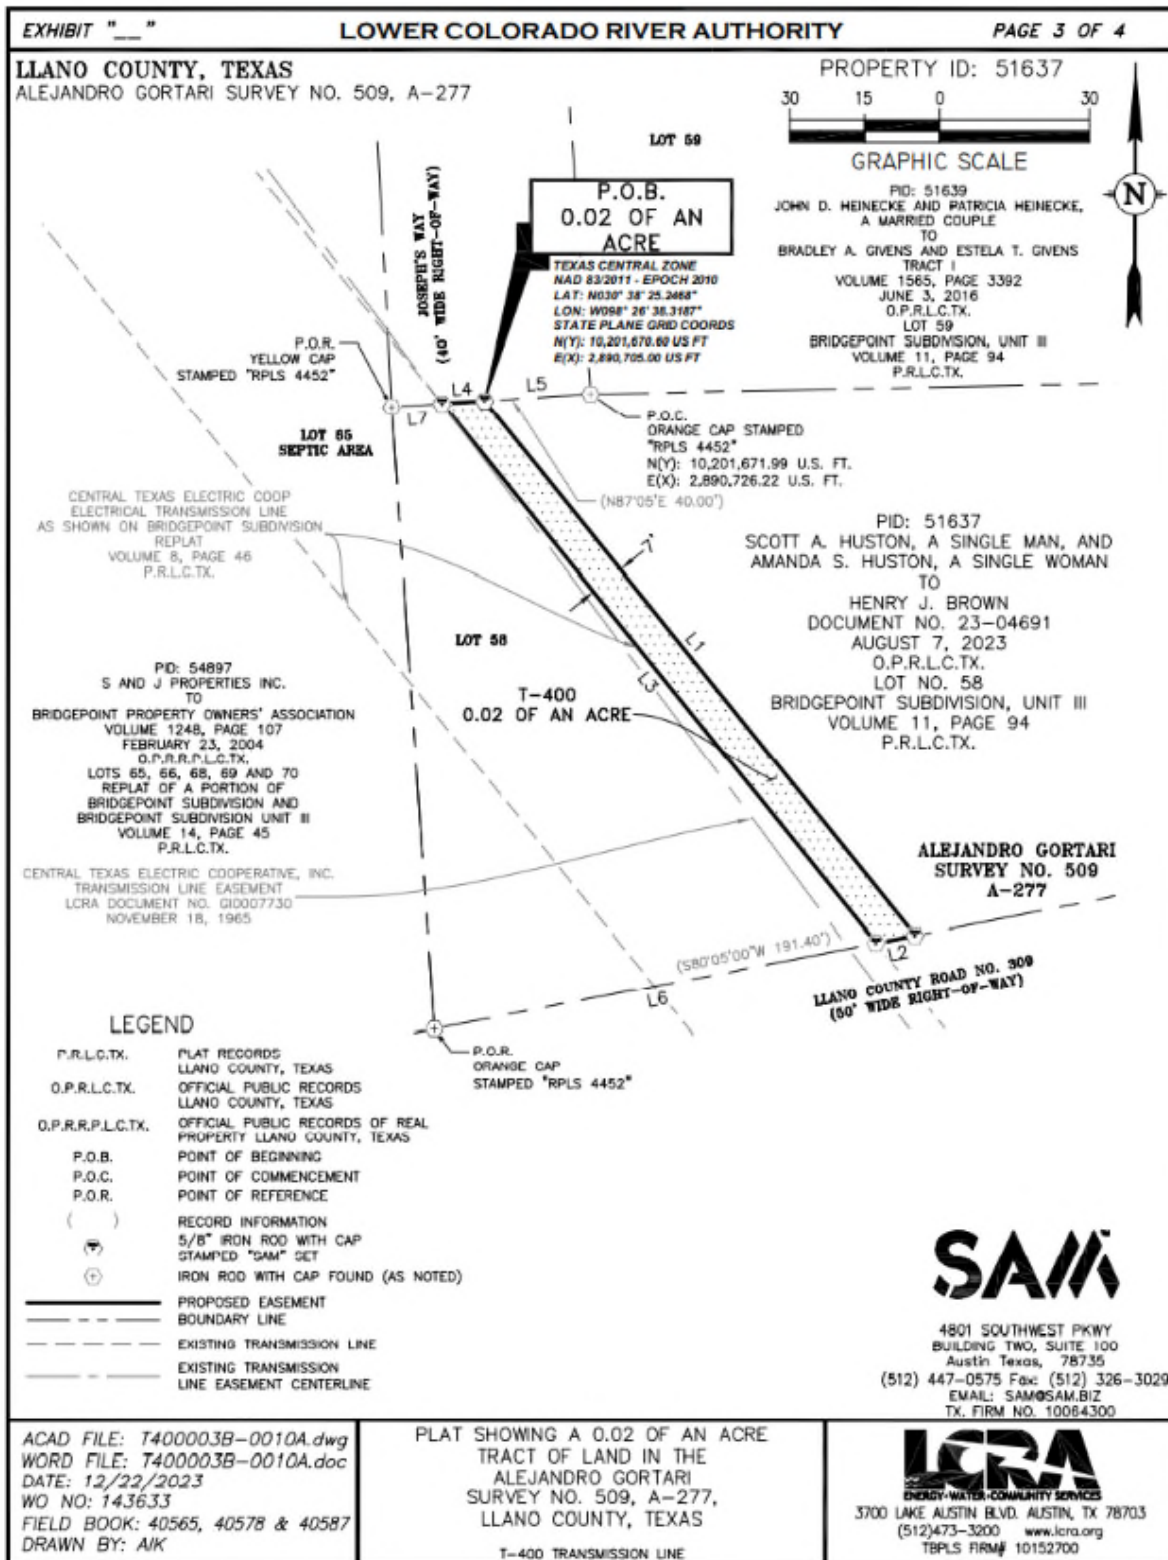 EXHIBIT "__"
LOWER COLORADO RIVER AUTHORITY
PAGE 3 OF 4
LLANO COUNTY, TEXAS
ALEJANDRO GORTARI SURVEY NO. 509, A-277
PROPERTY ID: 51637
30 15 0 30
GRAPHIC SCALE
N
LOT 59
JOSEPH'S WAY
(40' WIDE RIGHT-OF-WAY)
P.O.B.
0.02 OF AN
ACRE
TEXAS CENTRAL ZONE
NAD 83/2011 - EPOCH 2010
LAT: N030° 38' 25.2468"
LON: W098° 26' 38.3187"
STATE PLANE GRID COORDS
N(Y): 10,201,670.60 US FT
E(X): 2,890,705.00 US FT
PID: 51639
JOHN D. HEINECKE AND PATRICIA HEINECKE,
A MARRIED COUPLE
TO
BRADLEY A. GIVENS AND ESTELA T. GIVENS
TRACT I
VOLUME 1565, PAGE 3392
JUNE 3, 2016
O.P.R.L.C.TX.
LOT 59
BRIDGEPOINT SUBDIVISION, UNIT III
VOLUME 11, PAGE 94
P.R.L.C.TX.
P.O.R.
YELLOW CAP
STAMPED "RPLS 4452"
L7
L4
L5
LOT 65
SEPTIC AREA
P.O.C.
ORANGE CAP STAMPED
"RPLS 4452"
N(Y): 10,201,671.99 U.S. FT.
E(X): 2,890,726.22 U.S. FT.
(N87°05'E 40.00')
CENTRAL TEXAS ELECTRIC COOP
ELECTRICAL TRANSMISSION LINE
AS SHOWN ON BRIDGEPOINT SUBDIVISION
REPLAT
VOLUME 8, PAGE 46
P.R.L.C.TX.
7'
PID: 51637
SCOTT A. HUSTON, A SINGLE MAN, AND
AMANDA S. HUSTON, A SINGLE WOMAN
TO
HENRY J. BROWN
DOCUMENT NO. 23-04691
AUGUST 7, 2023
O.P.R.L.C.TX.
LOT NO. 58
BRIDGEPOINT SUBDIVISION, UNIT III
VOLUME 11, PAGE 94
P.R.L.C.TX.
LOT 58
L1
L3
T-400
0.02 OF AN ACRE
PID: 54897
S AND J PROPERTIES INC.
TO
BRIDGEPOINT PROPERTY OWNERS' ASSOCIATION
VOLUME 1248, PAGE 107
FEBRUARY 23, 2004
O.P.R.R.P.L.C.TX.
LOTS 65, 66, 68, 69 AND 70
REPLAT OF A PORTION OF
BRIDGEPOINT SUBDIVISION AND
BRIDGEPOINT SUBDIVISION UNIT III
VOLUME 14, PAGE 45
P.R.L.C.TX.
CENTRAL TEXAS ELECTRIC COOPERATIVE, INC.
TRANSMISSION LINE EASEMENT
LCRA DOCUMENT NO. GI0007730
NOVEMBER 18, 1965
ALEJANDRO GORTARI
SURVEY NO. 509
A-277
(S80°05'00"W 191.40')
L2
L6
LLANO COUNTY ROAD NO. 309
(50' WIDE RIGHT-OF-WAY)
P.O.R.
ORANGE CAP
STAMPED "RPLS 4452"
LEGEND
P.R.L.C.TX. PLAT RECORDS
LLANO COUNTY, TEXAS
O.P.R.L.C.TX. OFFICIAL PUBLIC RECORDS
LLANO COUNTY, TEXAS
O.P.R.R.P.L.C.TX. OFFICIAL PUBLIC RECORDS OF REAL
PROPERTY LLANO COUNTY, TEXAS
P.O.B. POINT OF BEGINNING
P.O.C. POINT OF COMMENCEMENT
P.O.R. POINT OF REFERENCE
( ) RECORD INFORMATION
5/8" IRON ROD WITH CAP
STAMPED "SAM" SET
IRON ROD WITH CAP FOUND (AS NOTED)
PROPOSED EASEMENT
BOUNDARY LINE
EXISTING TRANSMISSION LINE
EXISTING TRANSMISSION
LINE EASEMENT CENTERLINE
SAM
4801 SOUTHWEST PKWY
BUILDING TWO, SUITE 100
Austin Texas, 78735
(512) 447-0575 Fax: (512) 326-3029
EMAIL: SAM@SAM.BIZ
TX. FIRM NO. 10064300
ACAD FILE: T400003B-0010A.dwg
WORD FILE: T400003B-0010A.doc
DATE: 12/22/2023
WO NO: 143633
FIELD BOOK: 40565, 40578 & 40587
DRAWN BY: AIK
PLAT SHOWING A 0.02 OF AN ACRE
TRACT OF LAND IN THE
ALEJANDRO GORTARI
SURVEY NO. 509, A-277,
LLANO COUNTY, TEXAS
T-400 TRANSMISSION LINE
LCRA
ENERGY•WATER•COMMUNITY SERVICES
3700 LAKE AUSTIN BLVD. AUSTIN, TX 78703
(512)473-3200 www.lcra.org
TBPLS FIRM# 10152700